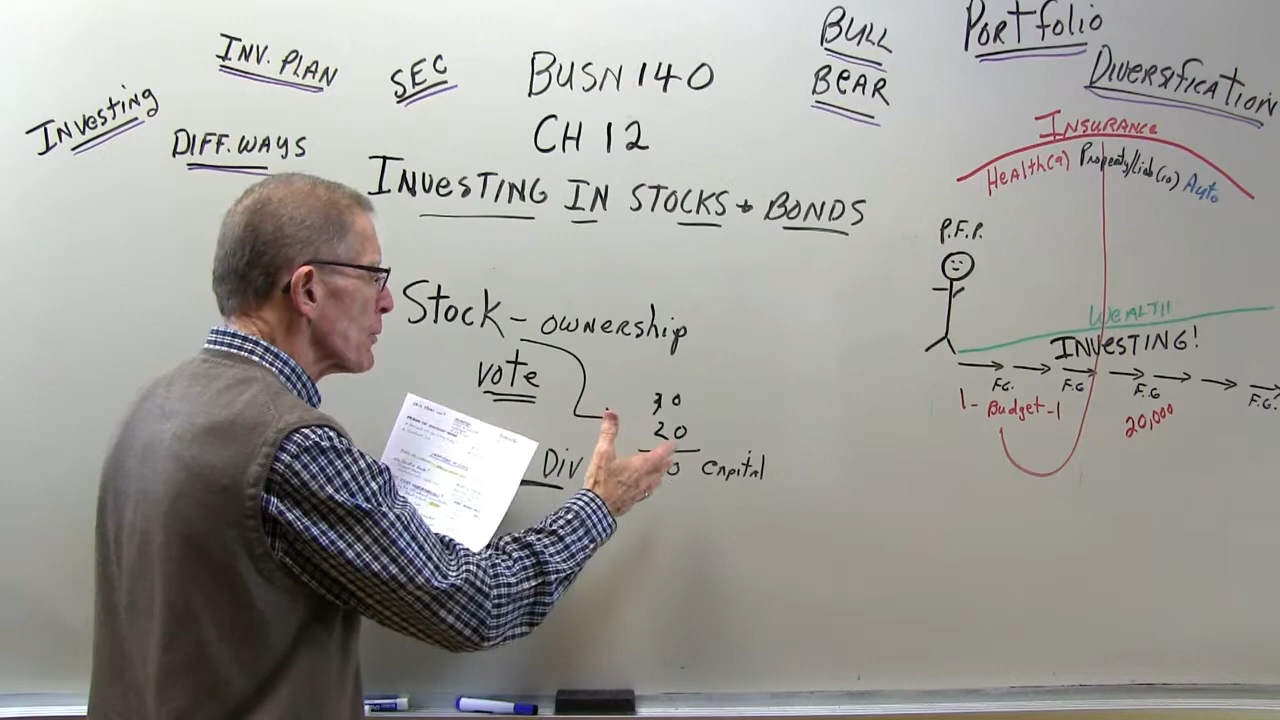 INV. PLAN
SEC
BUSN 140
BULL
BEAR
PORTFOLIO
DIVERSIFICATION
INVESTING
DIFF. WAYS
CH 12
INVESTING IN STOCKS + BONDS
INSURANCE
Health(9) Property/Liab(10) Auto
P.F.P.
Stock - ownership
vote
30
20
0 Capital
Div
WEALTH
INVESTING!
F.G. F.G F.G F.G.
1- Budget -1
20,000